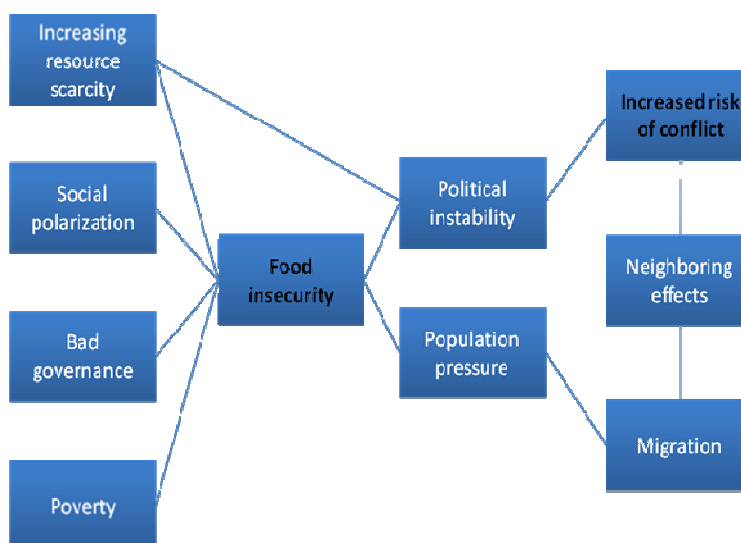 Increasing
resource
scarcity
Social
polarization
Bad
governance
Poverty
Food
insecurity
Political
instability
Population
pressure
Increased risk
of conflict
Neighboring
effects
Migration